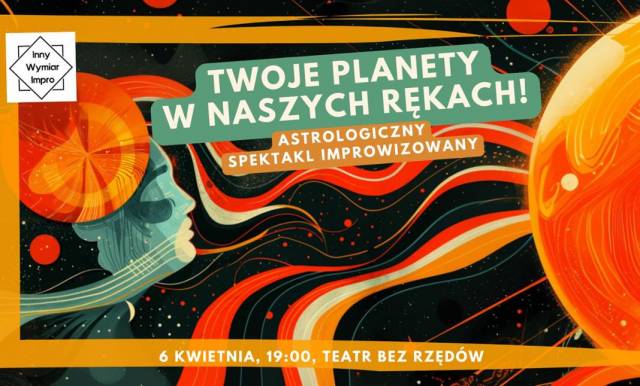 Inny
Wymiar
Impro
TWOJE PLANETY
W NASZYCH RĘKACH!
ASTROLOGICZNY
SPEKTAKL IMPROWIZOWANY
6 KWIETNIA, 19:00, TEATR BEZ RZĘDÓW